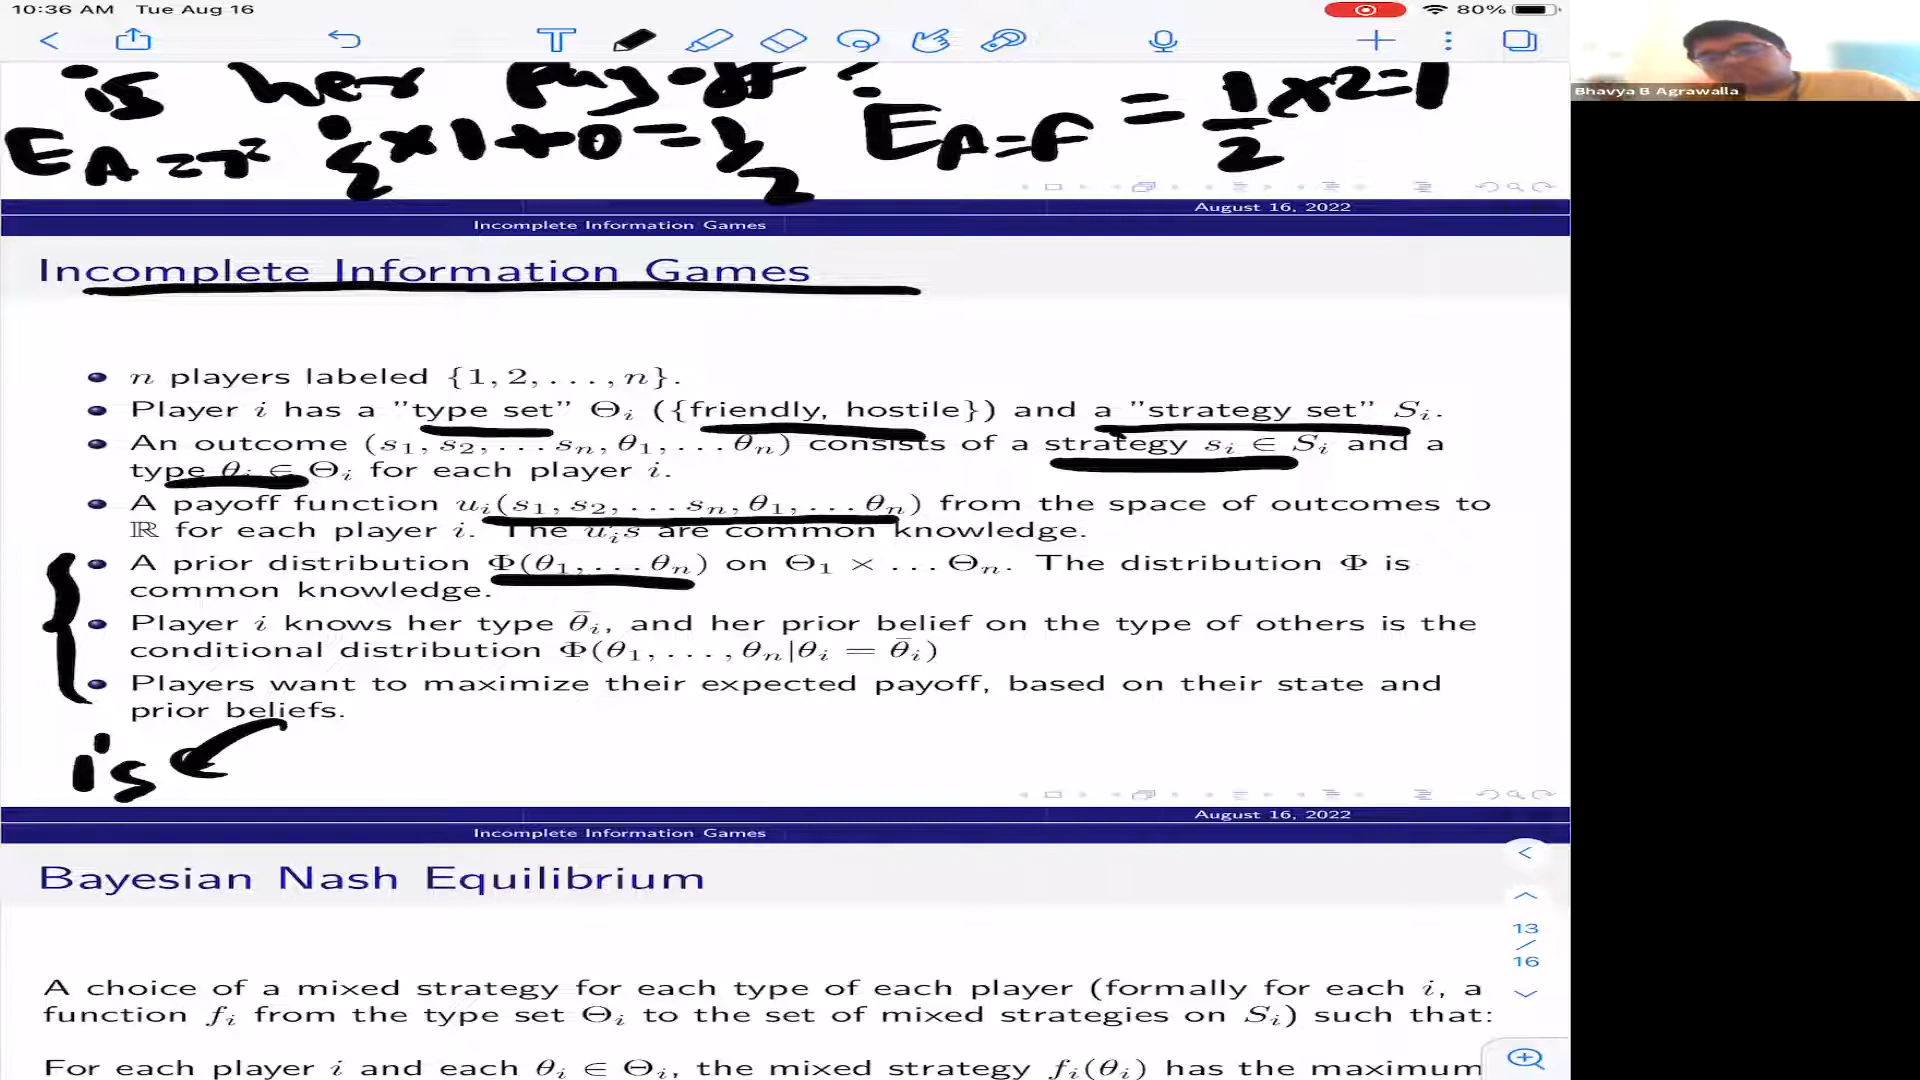 10:36 AM Tue Aug 16
80%
Bhavya B Agrawalla
is her payoff?
= 1/2 x 2 = 1
E A = π = 1/2 x 1 + 0 = 1/2 E A = F
August 16, 2022
Incomplete Information Games
Incomplete Information Games
n players labeled {1, 2, . . . , n}.
Player i has a "type set" Θᵢ ({friendly, hostile}) and a "strategy set" Sᵢ.
An outcome (s₁, s₂, . . . sₙ, θ₁, . . . θₙ) consists of a strategy sᵢ ∈ Sᵢ and a
type θᵢ ∈ Θᵢ for each player i.
A payoff function uᵢ(s₁, s₂, . . . sₙ, θ₁, . . . θₙ) from the space of outcomes to
ℝ for each player i. The uᵢ's are common knowledge.
A prior distribution Φ(θ₁, . . . θₙ) on Θ₁ × . . . Θₙ. The distribution Φ is
common knowledge.
Player i knows her type θ̄ᵢ, and her prior belief on the type of others is the
conditional distribution Φ(θ₁, . . . , θₙ|θᵢ = θ̄ᵢ)
Players want to maximize their expected payoff, based on their state and
prior beliefs.
i's
August 16, 2022
Incomplete Information Games
Bayesian Nash Equilibrium
13
/
16
A choice of a mixed strategy for each type of each player (formally for each i, a
function fᵢ from the type set Θᵢ to the set of mixed strategies on Sᵢ) such that:
For each player i and each θᵢ ∈ Θᵢ, the mixed strategy fᵢ(θᵢ) has the maximum